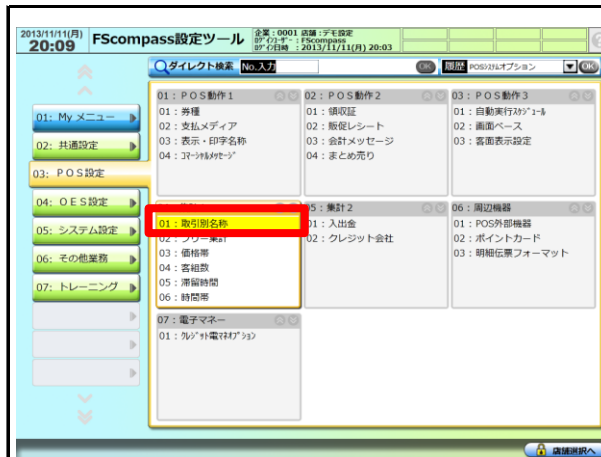 2013/11/11(月)
20:09
FScompass設定ツール
企業：0001 店舗：デモ設定
ﾛｸﾞｲﾝﾕｰｻﾞｰ：FScompass
ﾛｸﾞｲﾝ日時 ：2013/11/11(月) 20:03
ダイレクト検索 No.入力 OK 履歴 POSｼｽﾃﾑオプション OK
01: My メニュー
02: 共通設定
03: ＰＯＳ設定
04: ＯＥＳ設定
05: システム設定
06: その他業務
07: トレーニング
01：ＰＯＳ動作１
01：券種
02：支払メディア
03：表示・印字名称
04：ｺﾏｰｼｬﾙﾒｯｾｰｼﾞ
02：ＰＯＳ動作２
01：領収証
02：販促レシート
03：会計メッセージ
04：まとめ売り
03：ＰＯＳ動作３
01：自動実行ｽｹｼﾞｭｰﾙ
02：画面ベース
03：客面表示設定
01：取引別名称
02：フリー集計
03：価格帯
04：客組数
05：滞留時間
06：時間帯
05：集計２
01：入出金
02：クレジット会社
06：周辺機器
01：POS外部機器
02：ポイントカード
03：明細伝票フォーマット
07：電子マネー
01：ｸﾚｼﾞｯﾄ電子ﾏﾈｵﾌﾟｼｮﾝ
店舗選択へ